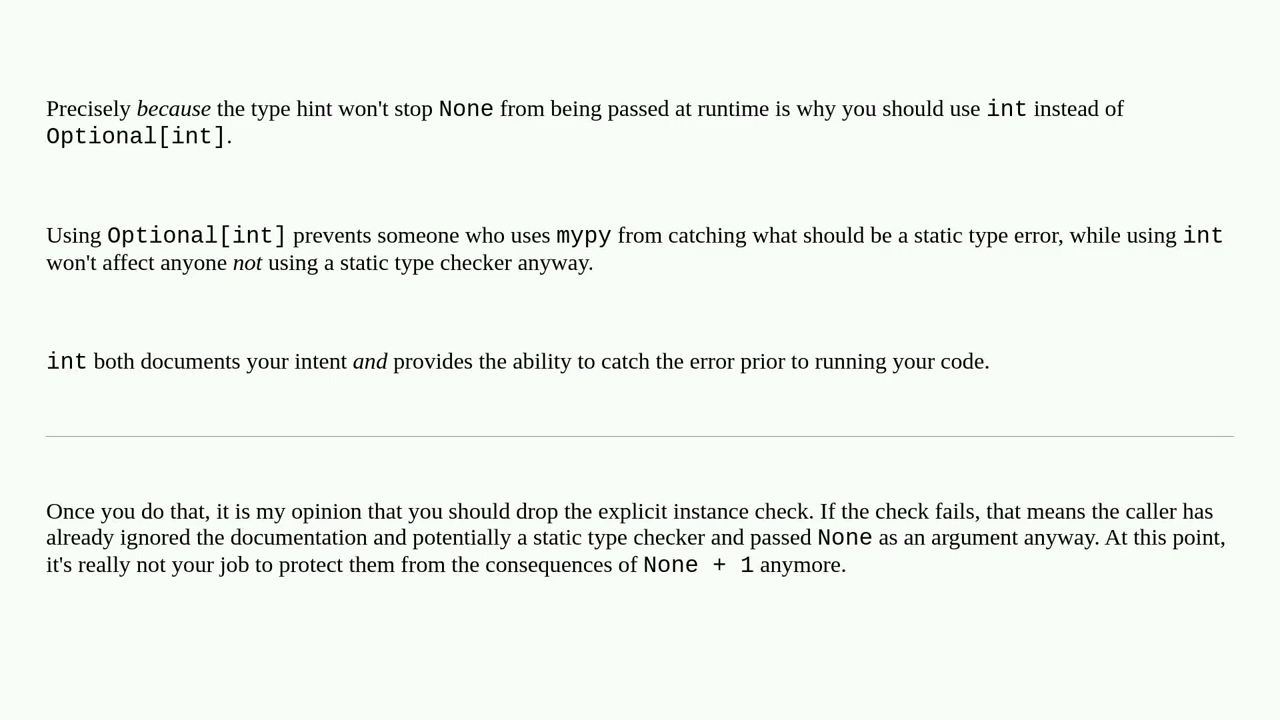 Precisely because the type hint won't stop None from being passed at runtime is why you should use int instead of
Optional[int].
Using Optional[int] prevents someone who uses mypy from catching what should be a static type error, while using int
won't affect anyone not using a static type checker anyway.
int both documents your intent and provides the ability to catch the error prior to running your code.
Once you do that, it is my opinion that you should drop the explicit instance check. If the check fails, that means the caller has
already ignored the documentation and potentially a static type checker and passed None as an argument anyway. At this point,
it's really not your job to protect them from the consequences of None + 1 anymore.